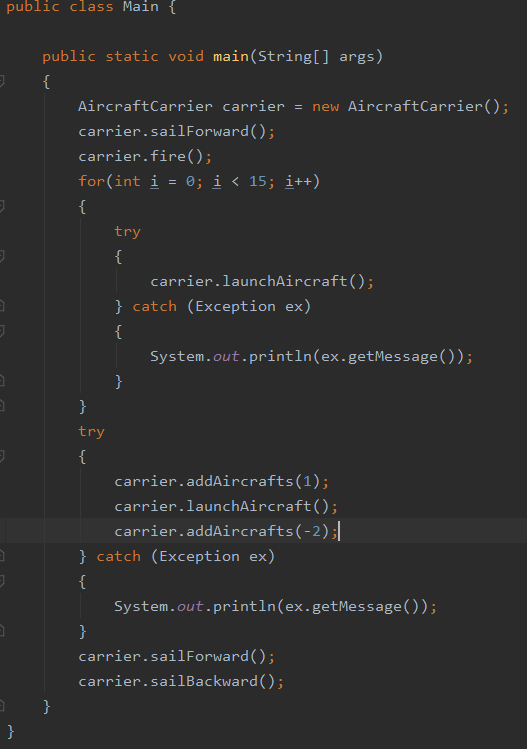 public class Main {
public static void main(String[] args)
{
AircraftCarrier carrier = new AircraftCarrier();
carrier.sailForward();
carrier.fire();
for(int i = 0; i < 15; i++)
{
try
{
carrier.launchAircraft();
} catch (Exception ex)
{
System.out.println(ex.getMessage());
}
}
try
{
carrier.addAircrafts(1);
carrier.launchAircraft();
carrier.addAircrafts(-2);
} catch (Exception ex)
{
System.out.println(ex.getMessage());
}
carrier.sailForward();
carrier.sailBackward();
}
}